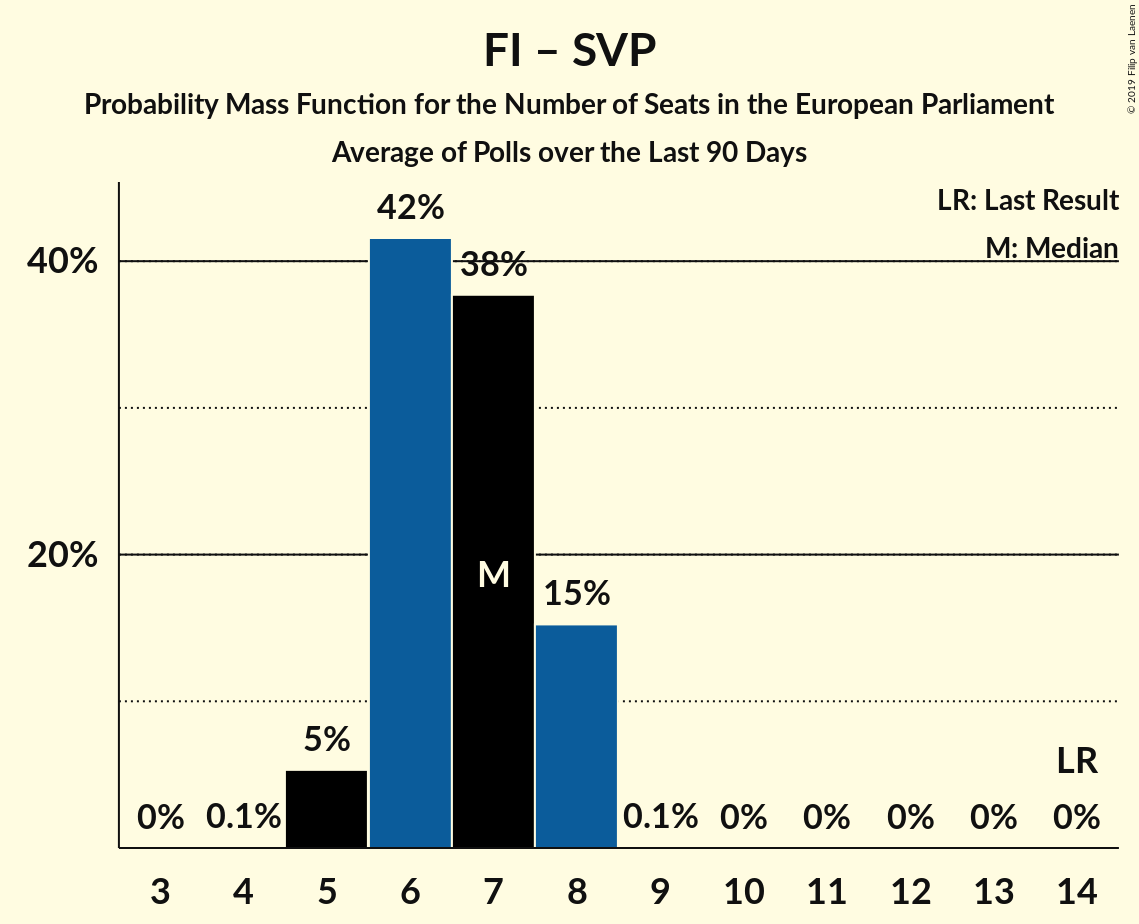 FI – SVP
Probability Mass Function for the Number of Seats in the European Parliament
Average of Polls over the Last 90 Days
© 2019 Filip van Laenen
LR: Last Result
M: Median
42%
40%
38%
20%
M
15%
5%
LR
0% 0.1% 0.1% 0% 0% 0% 0% 0%
3 4 5 6 7 8 9 10 11 12 13 14